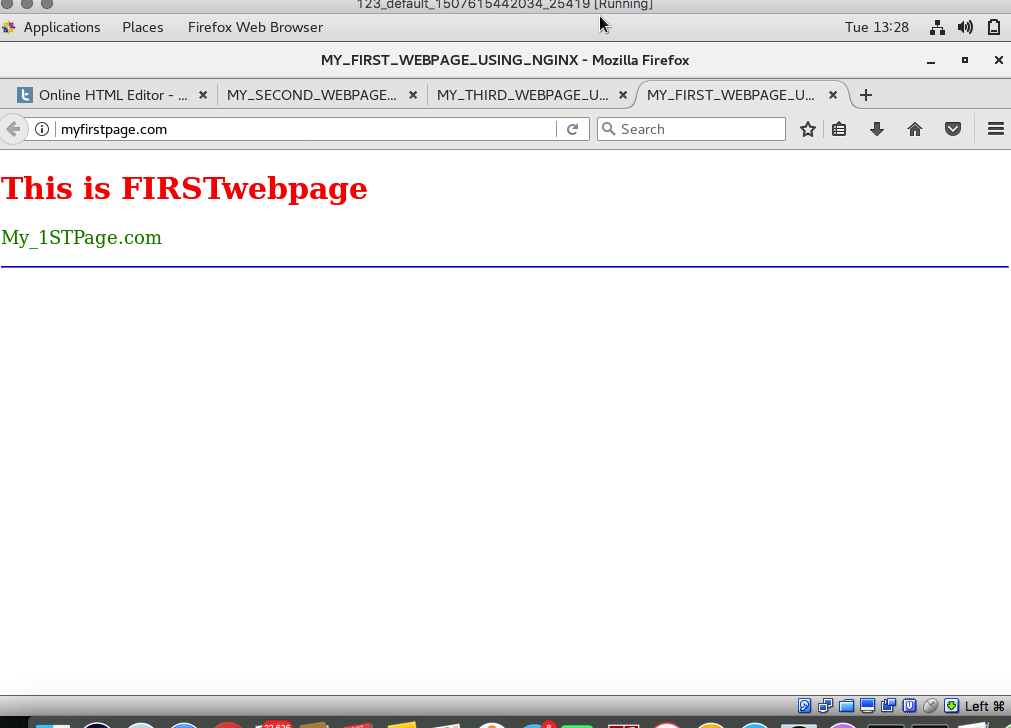 123_default_1507615442034_25419 [Running]
Applications Places Firefox Web Browser Tue 13:28
MY_FIRST_WEBPAGE_USING_NGINX - Mozilla Firefox
Online HTML Editor - ... MY_SECOND_WEBPAGE... MY_THIRD_WEBPAGE_U... MY_FIRST_WEBPAGE_U...
myfirstpage.com Search
This is FIRSTwebpage
My_1STPage.com
Left ⌘